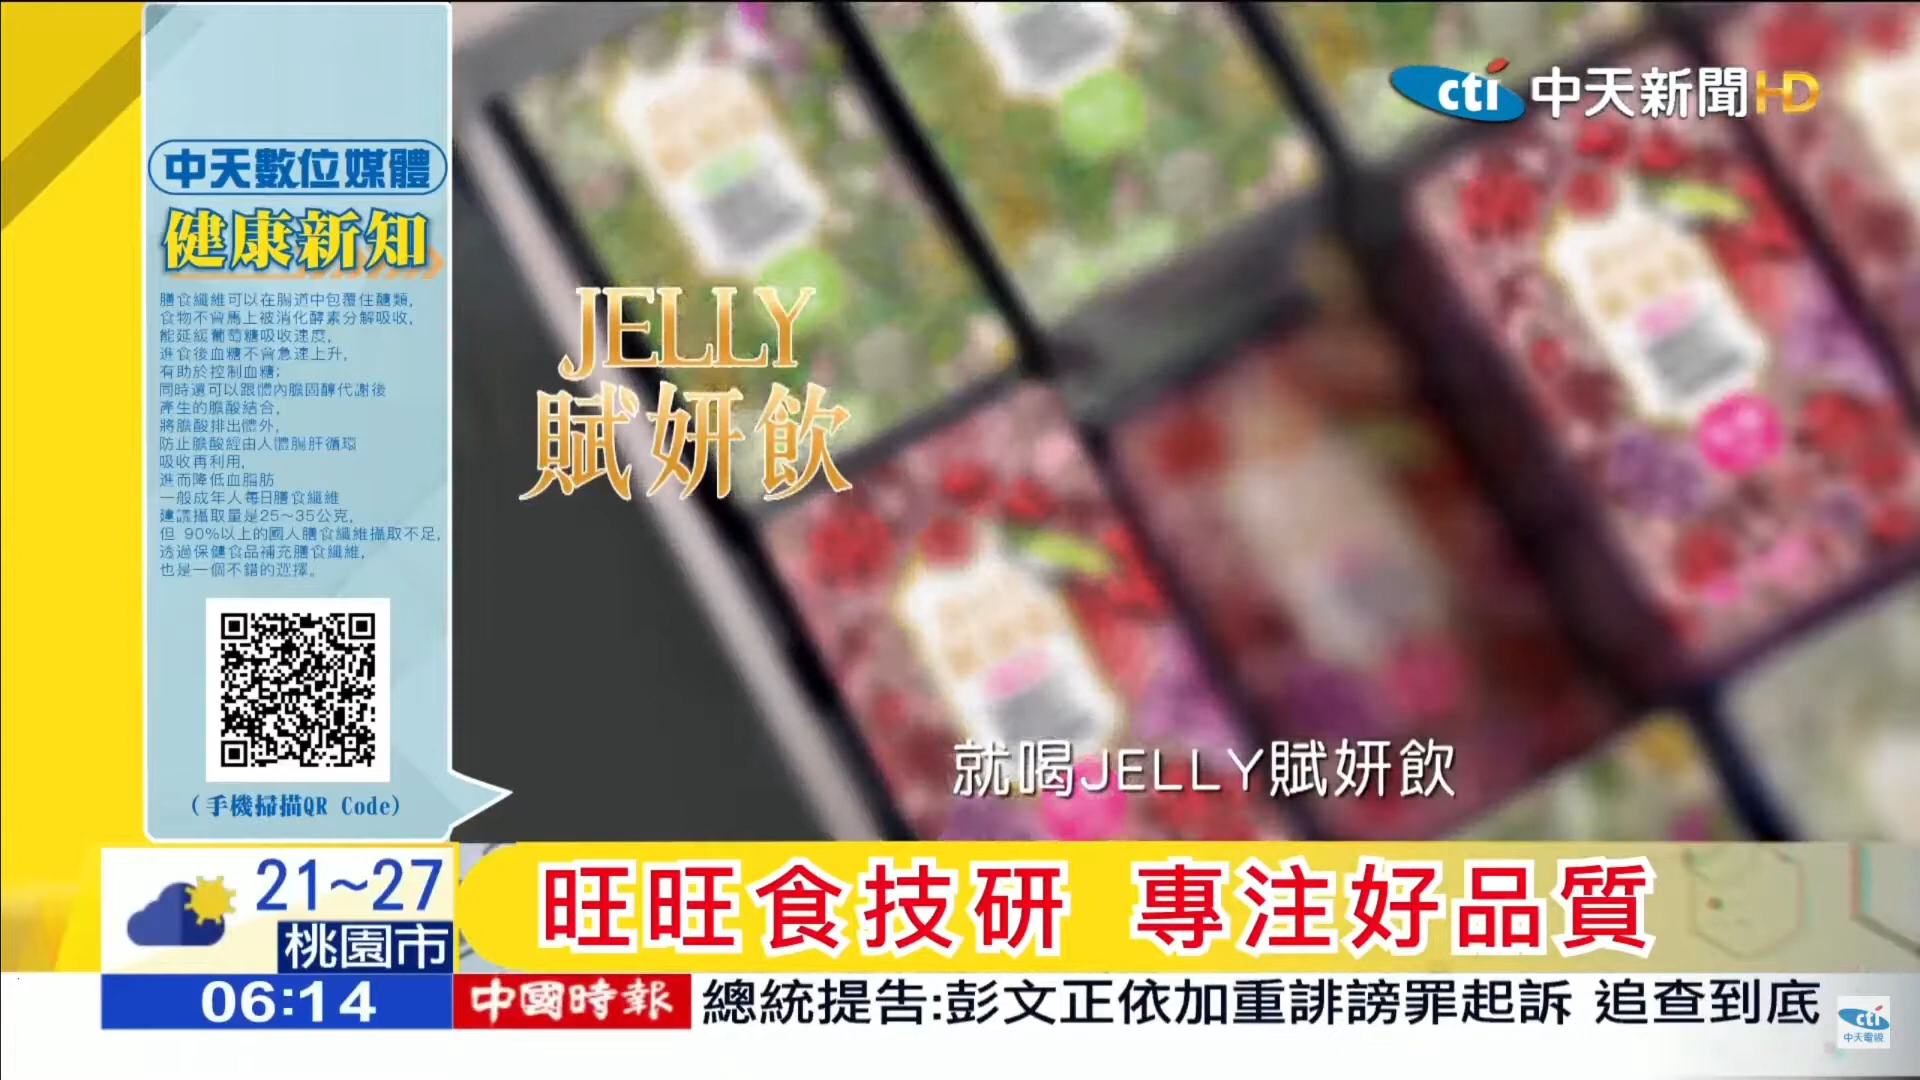 cti 中天新聞HD
中天數位媒體
健康新知
膳食纖維可以在腸道中包覆住醣類,
食物不會馬上被消化酵素分解吸收,
能延緩葡萄糖吸收速度,
進食後血糖不會急速上升,
有助於控制血糖;
同時還可以跟體內膽固醇代謝後
產生的膽酸結合,
將膽酸排出體外,
防止膽酸經由人體腸肝循環
吸收再利用,
進而降低血脂肪
一般成年人每日膳食纖維
建議攝取量是25～35公克,
但 90%以上的國人膳食纖維攝取不足,
透過保健食品補充膳食纖維,
也是一個不錯的選擇。
(手機掃描QR Code)
JELLY
賦妍飲
就喝JELLY賦妍飲
21~27
桃園市
旺旺食技研 專注好品質
06:14
中國時報 總統提告:彭文正依加重誹謗罪起訴 追查到底
cti
中天電視